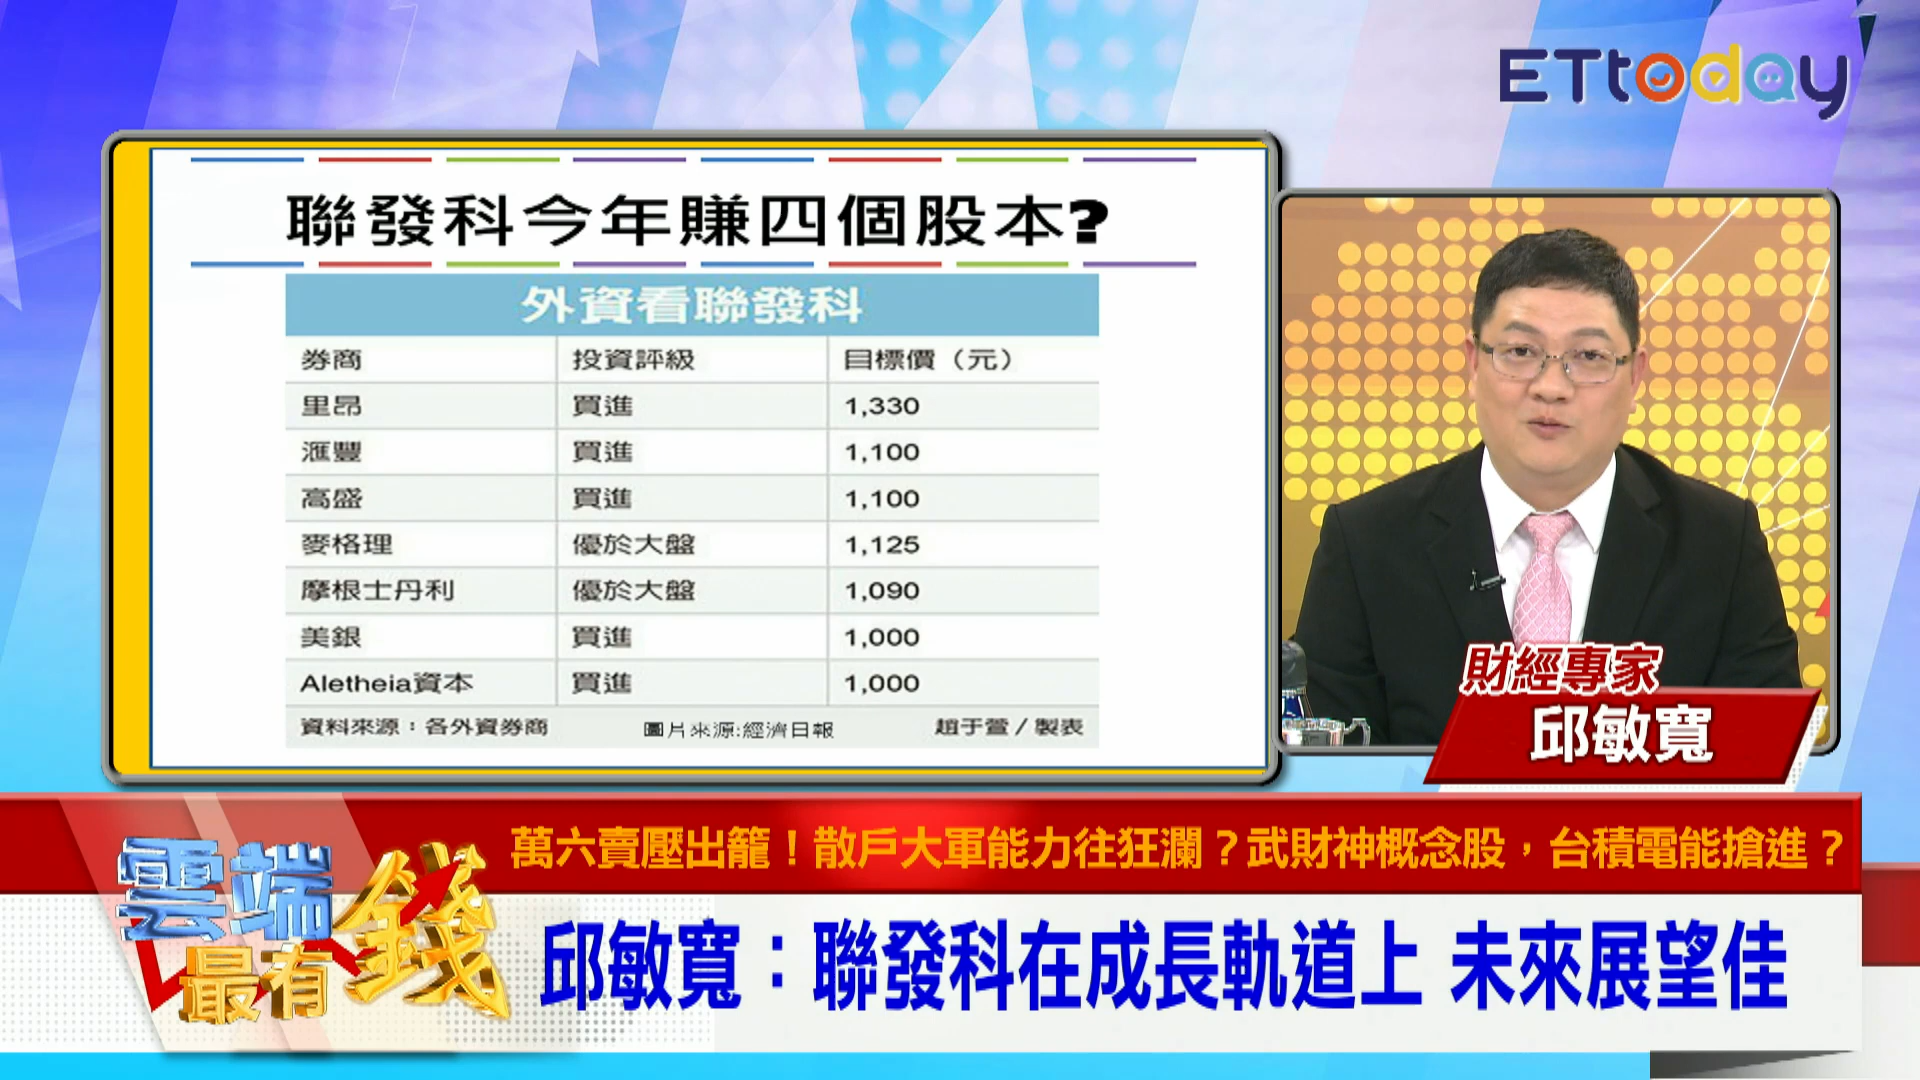 ETtoday
聯發科今年賺四個股本?
外資看聯發科
券商 投資評級 目標價（元）
里昂 買進 1,330
滙豐 買進 1,100
高盛 買進 1,100
麥格理 優於大盤 1,125
摩根士丹利 優於大盤 1,090
美銀 買進 1,000
Aletheia資本 買進 1,000
資料來源：各外資券商 圖片來源:經濟日報 趙于萱／製表
財經專家
邱敏寬
萬六賣壓出籠！散戶大軍能力往狂瀾？武財神概念股，台積電能搶進？
雲端最有錢
邱敏寬：聯發科在成長軌道上 未來展望佳